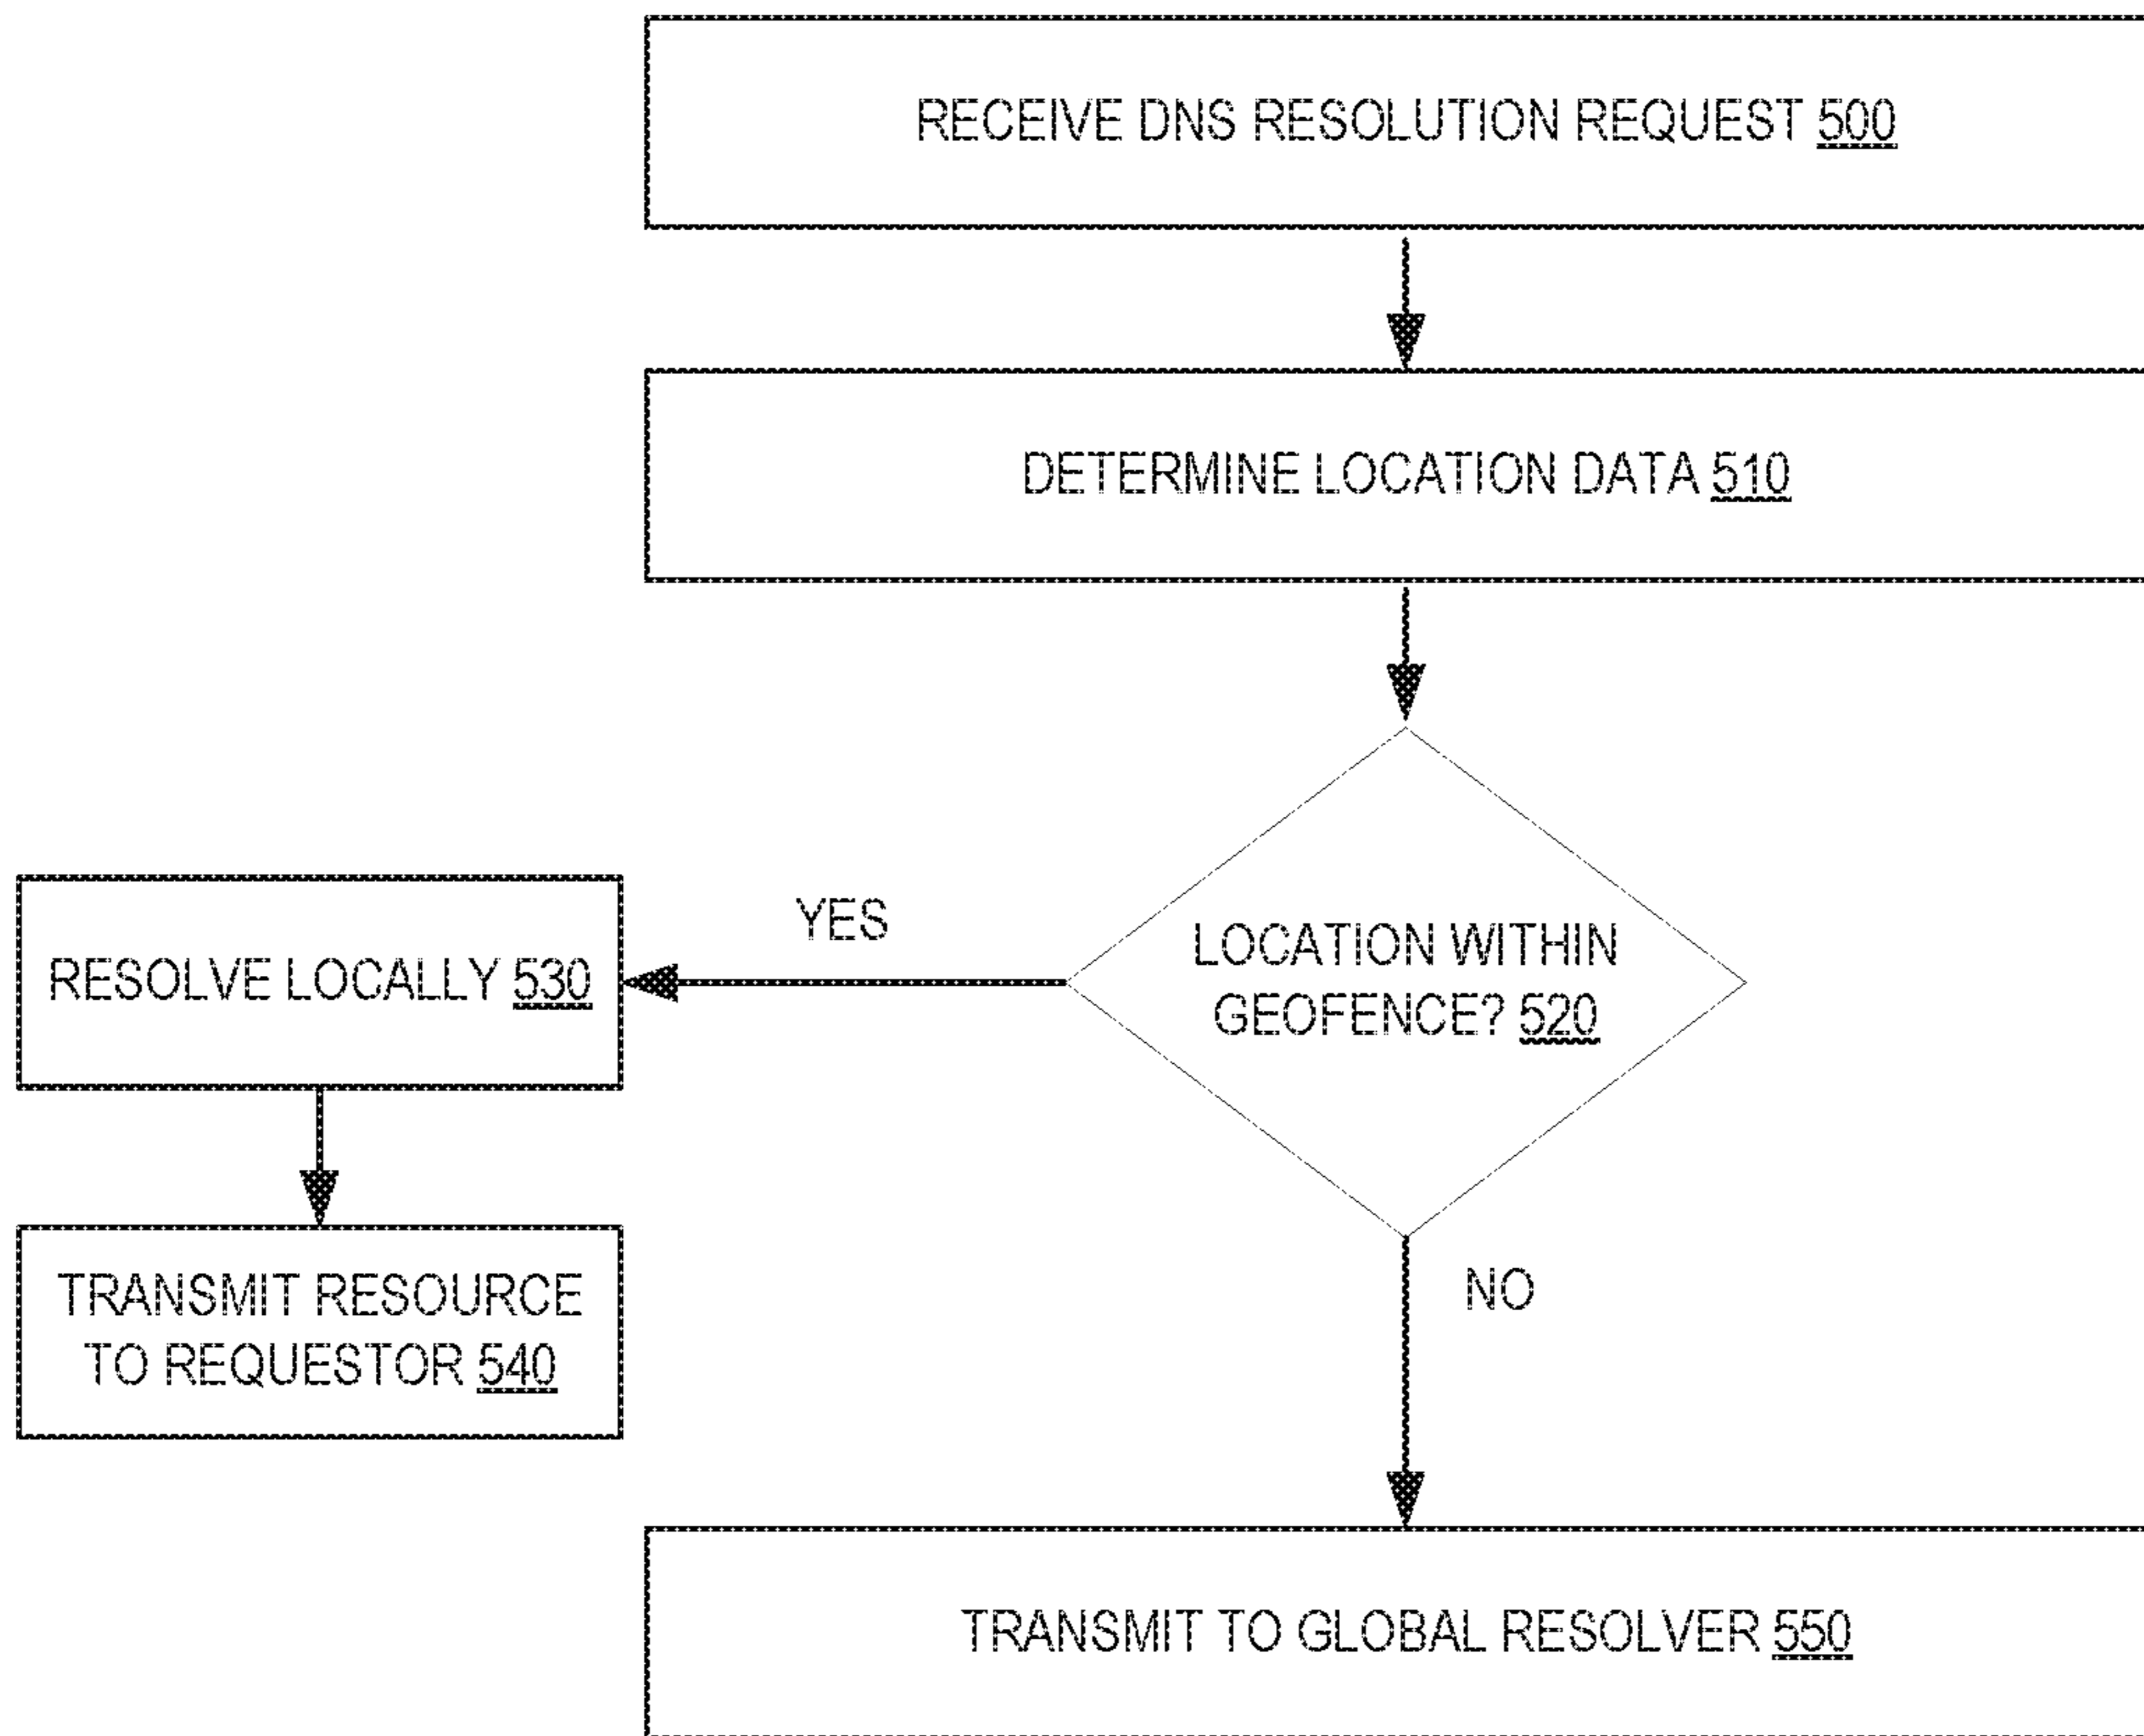 RECEIVE DNS RESOLUTION REQUEST 500
DETERMINE LOCATION DATA 510
LOCATION WITHIN
GEOFENCE? 520
YES
RESOLVE LOCALLY 530
TRANSMIT RESOURCE
TO REQUESTOR 540
NO
TRANSMIT TO GLOBAL RESOLVER 550